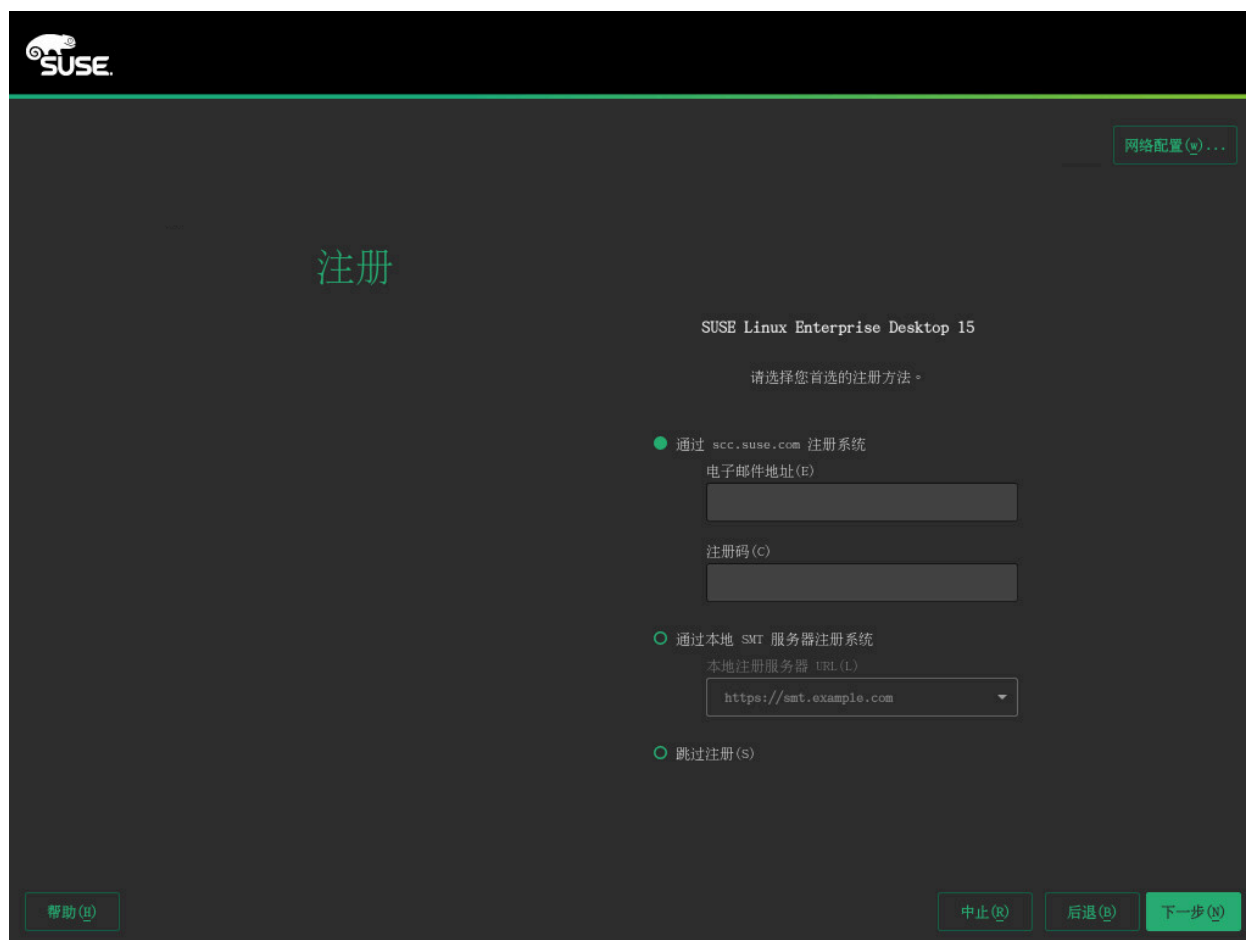 SUSE.
网络配置(w)...
注册
SUSE Linux Enterprise Desktop 15
请选择您首选的注册方法。
通过 scc.suse.com 注册系统
电子邮件地址(E)
注册码(C)
通过本地 SMT 服务器注册系统
本地注册服务器 URL(L)
https://smt.example.com
跳过注册(S)
帮助(H)
中止(R)
后退(B)
下一步(N)